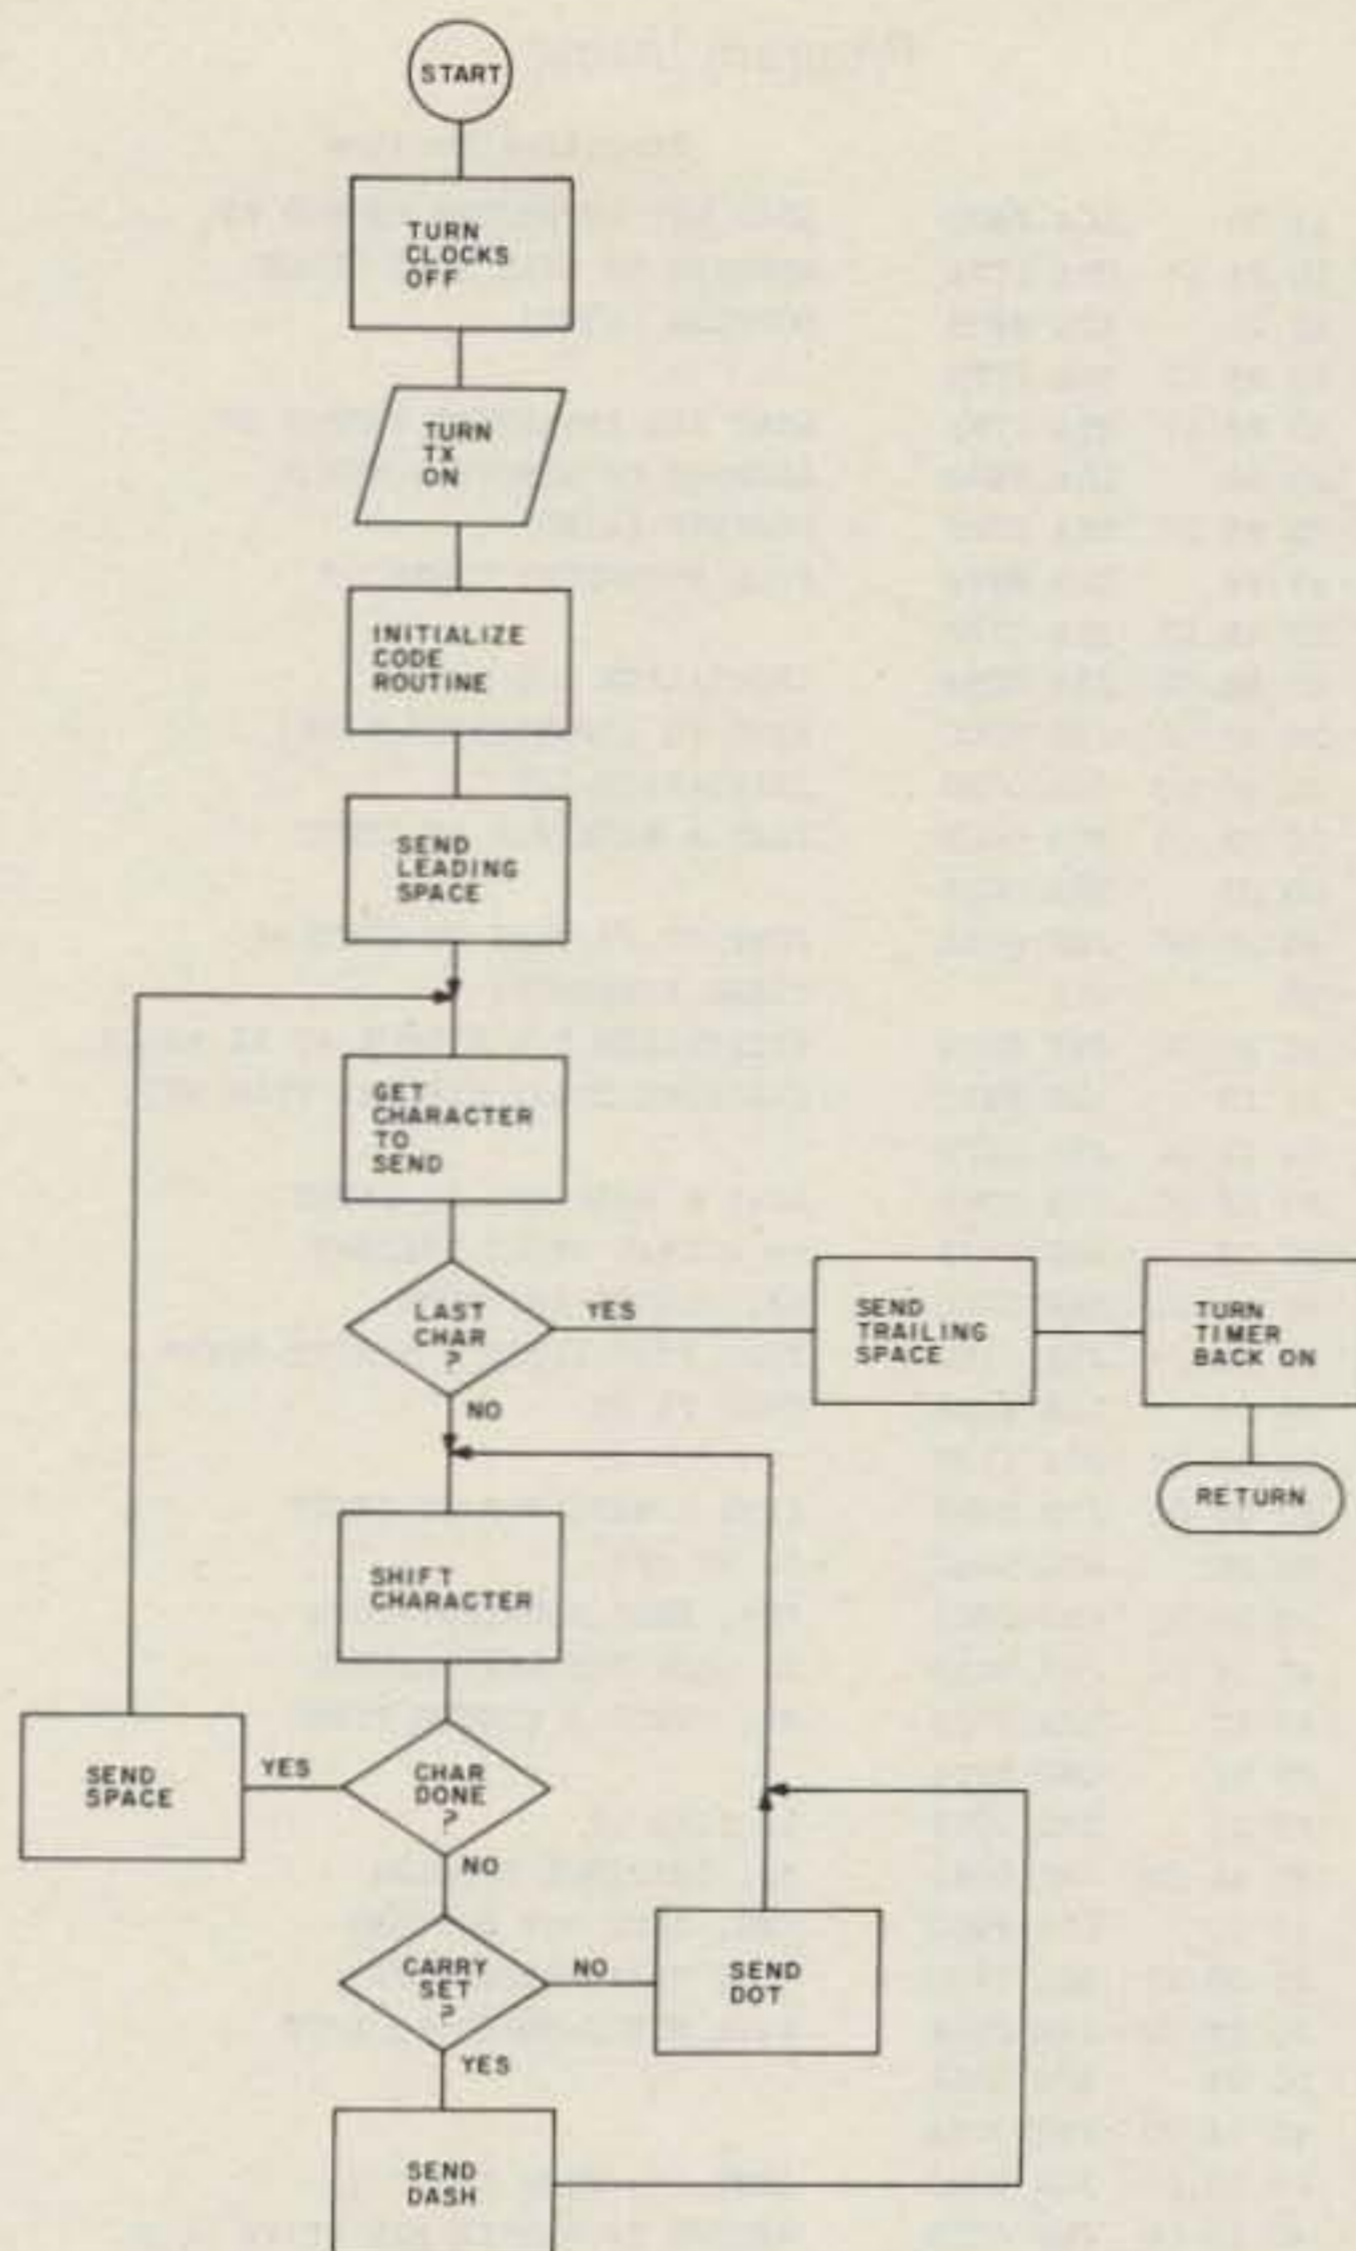 START
TURN
CLOCKS
OFF
TURN
TX
ON
INITIALIZE
CODE
ROUTINE
SEND
LEADING
SPACE
GET
CHARACTER
TO
SEND
LAST
CHAR
?
YES
SEND
TRAILING
SPACE
TURN
TIMER
BACK ON
RETURN
NO
SHIFT
CHARACTER
CHAR
DONE
?
YES
SEND
SPACE
NO
CARRY
SET
?
NO
SEND
DOT
YES
SEND
DASH